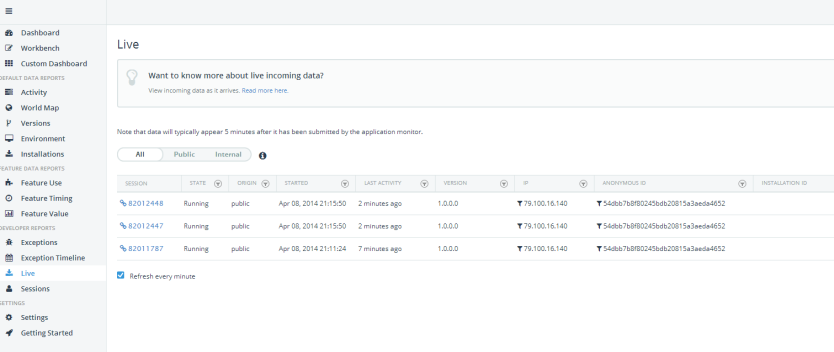 Dashboard
Workbench
Custom Dashboard
DEFAULT DATA REPORTS
Activity
World Map
Versions
Environment
Installations
FEATURE DATA REPORTS
Feature Use
Feature Timing
Feature Value
DEVELOPER REPORTS
Exceptions
Exception Timeline
Live
Sessions
SETTINGS
Settings
Getting Started
Live
Want to know more about live incoming data?
View incoming data as it arrives. Read more here.
Note that data will typically appear 5 minutes after it has been submitted by the application monitor.
All Public Internal
SESSION STATE ORIGIN STARTED LAST ACTIVITY VERSION IP ANONYMOUS ID INSTALLATION ID
82012448 Running public Apr 08, 2014 21:15:50 2 minutes ago 1.0.0.0 79.100.16.140 54dbb7b8f80245bdb20815a3aeda4652
82012447 Running public Apr 08, 2014 21:15:50 2 minutes ago 1.0.0.0 79.100.16.140 54dbb7b8f80245bdb20815a3aeda4652
82011787 Running public Apr 08, 2014 21:11:24 7 minutes ago 1.0.0.0 79.100.16.140 54dbb7b8f80245bdb20815a3aeda4652
Refresh every minute